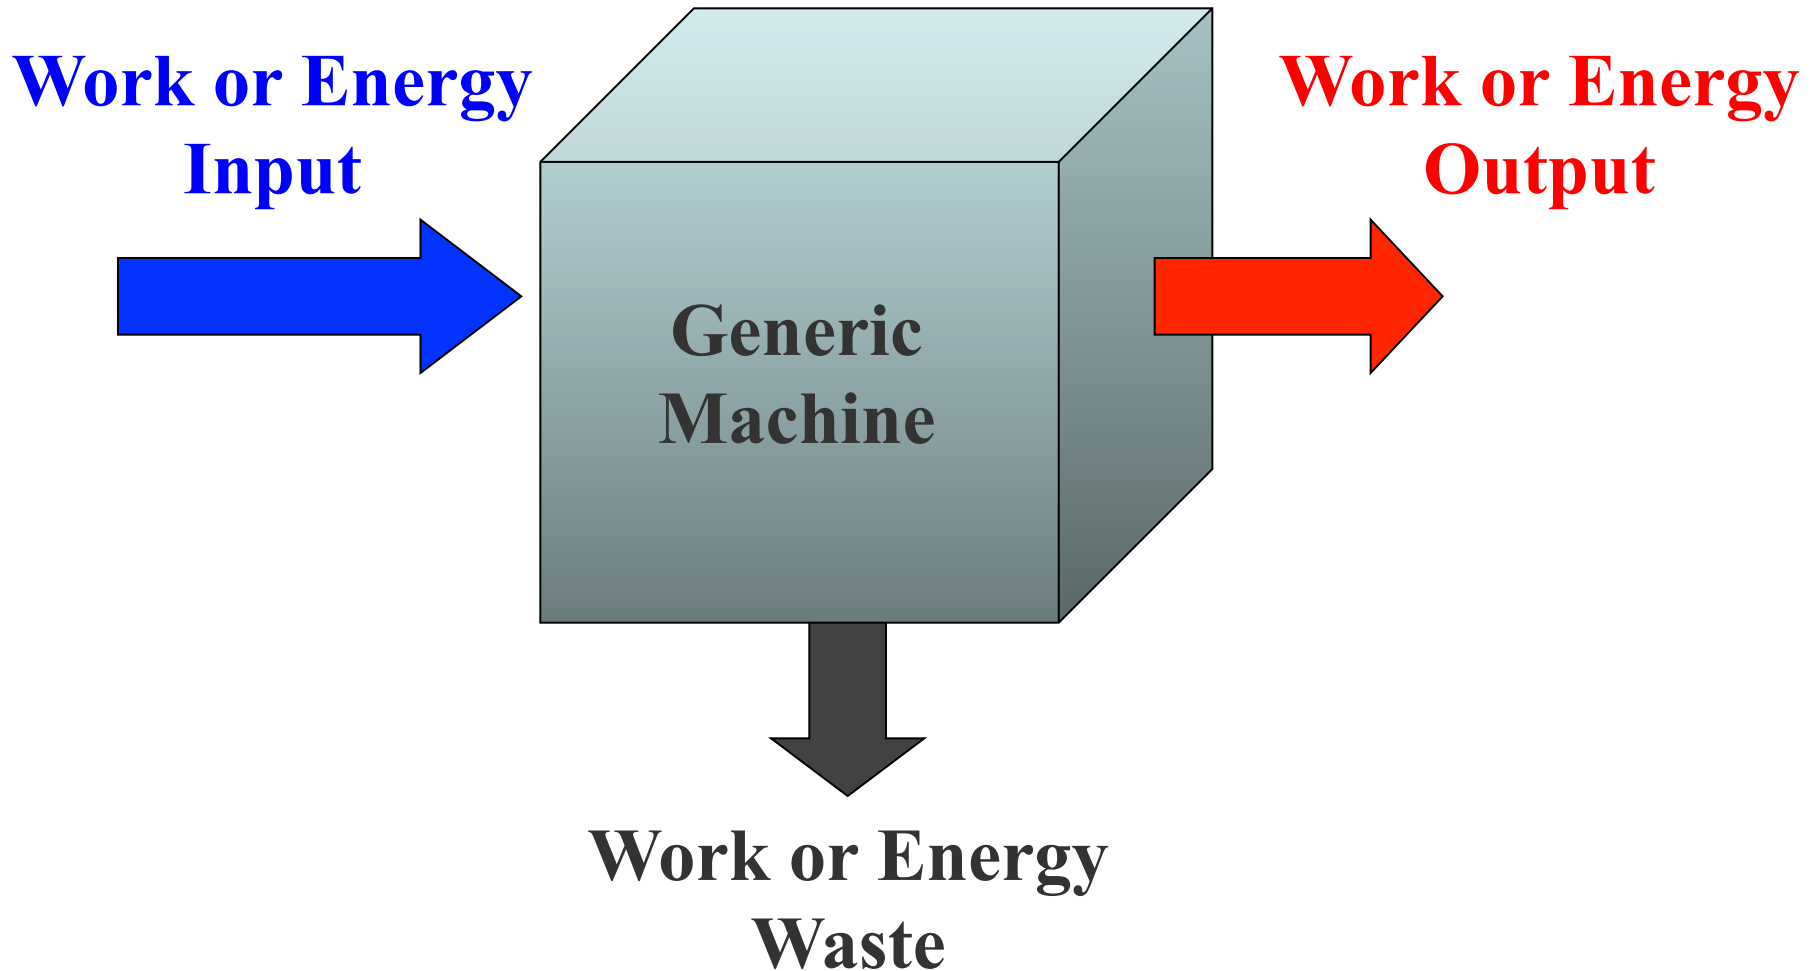 Work or Energy
Input
Work or Energy
Output
Generic
Machine
Work or Energy
Waste